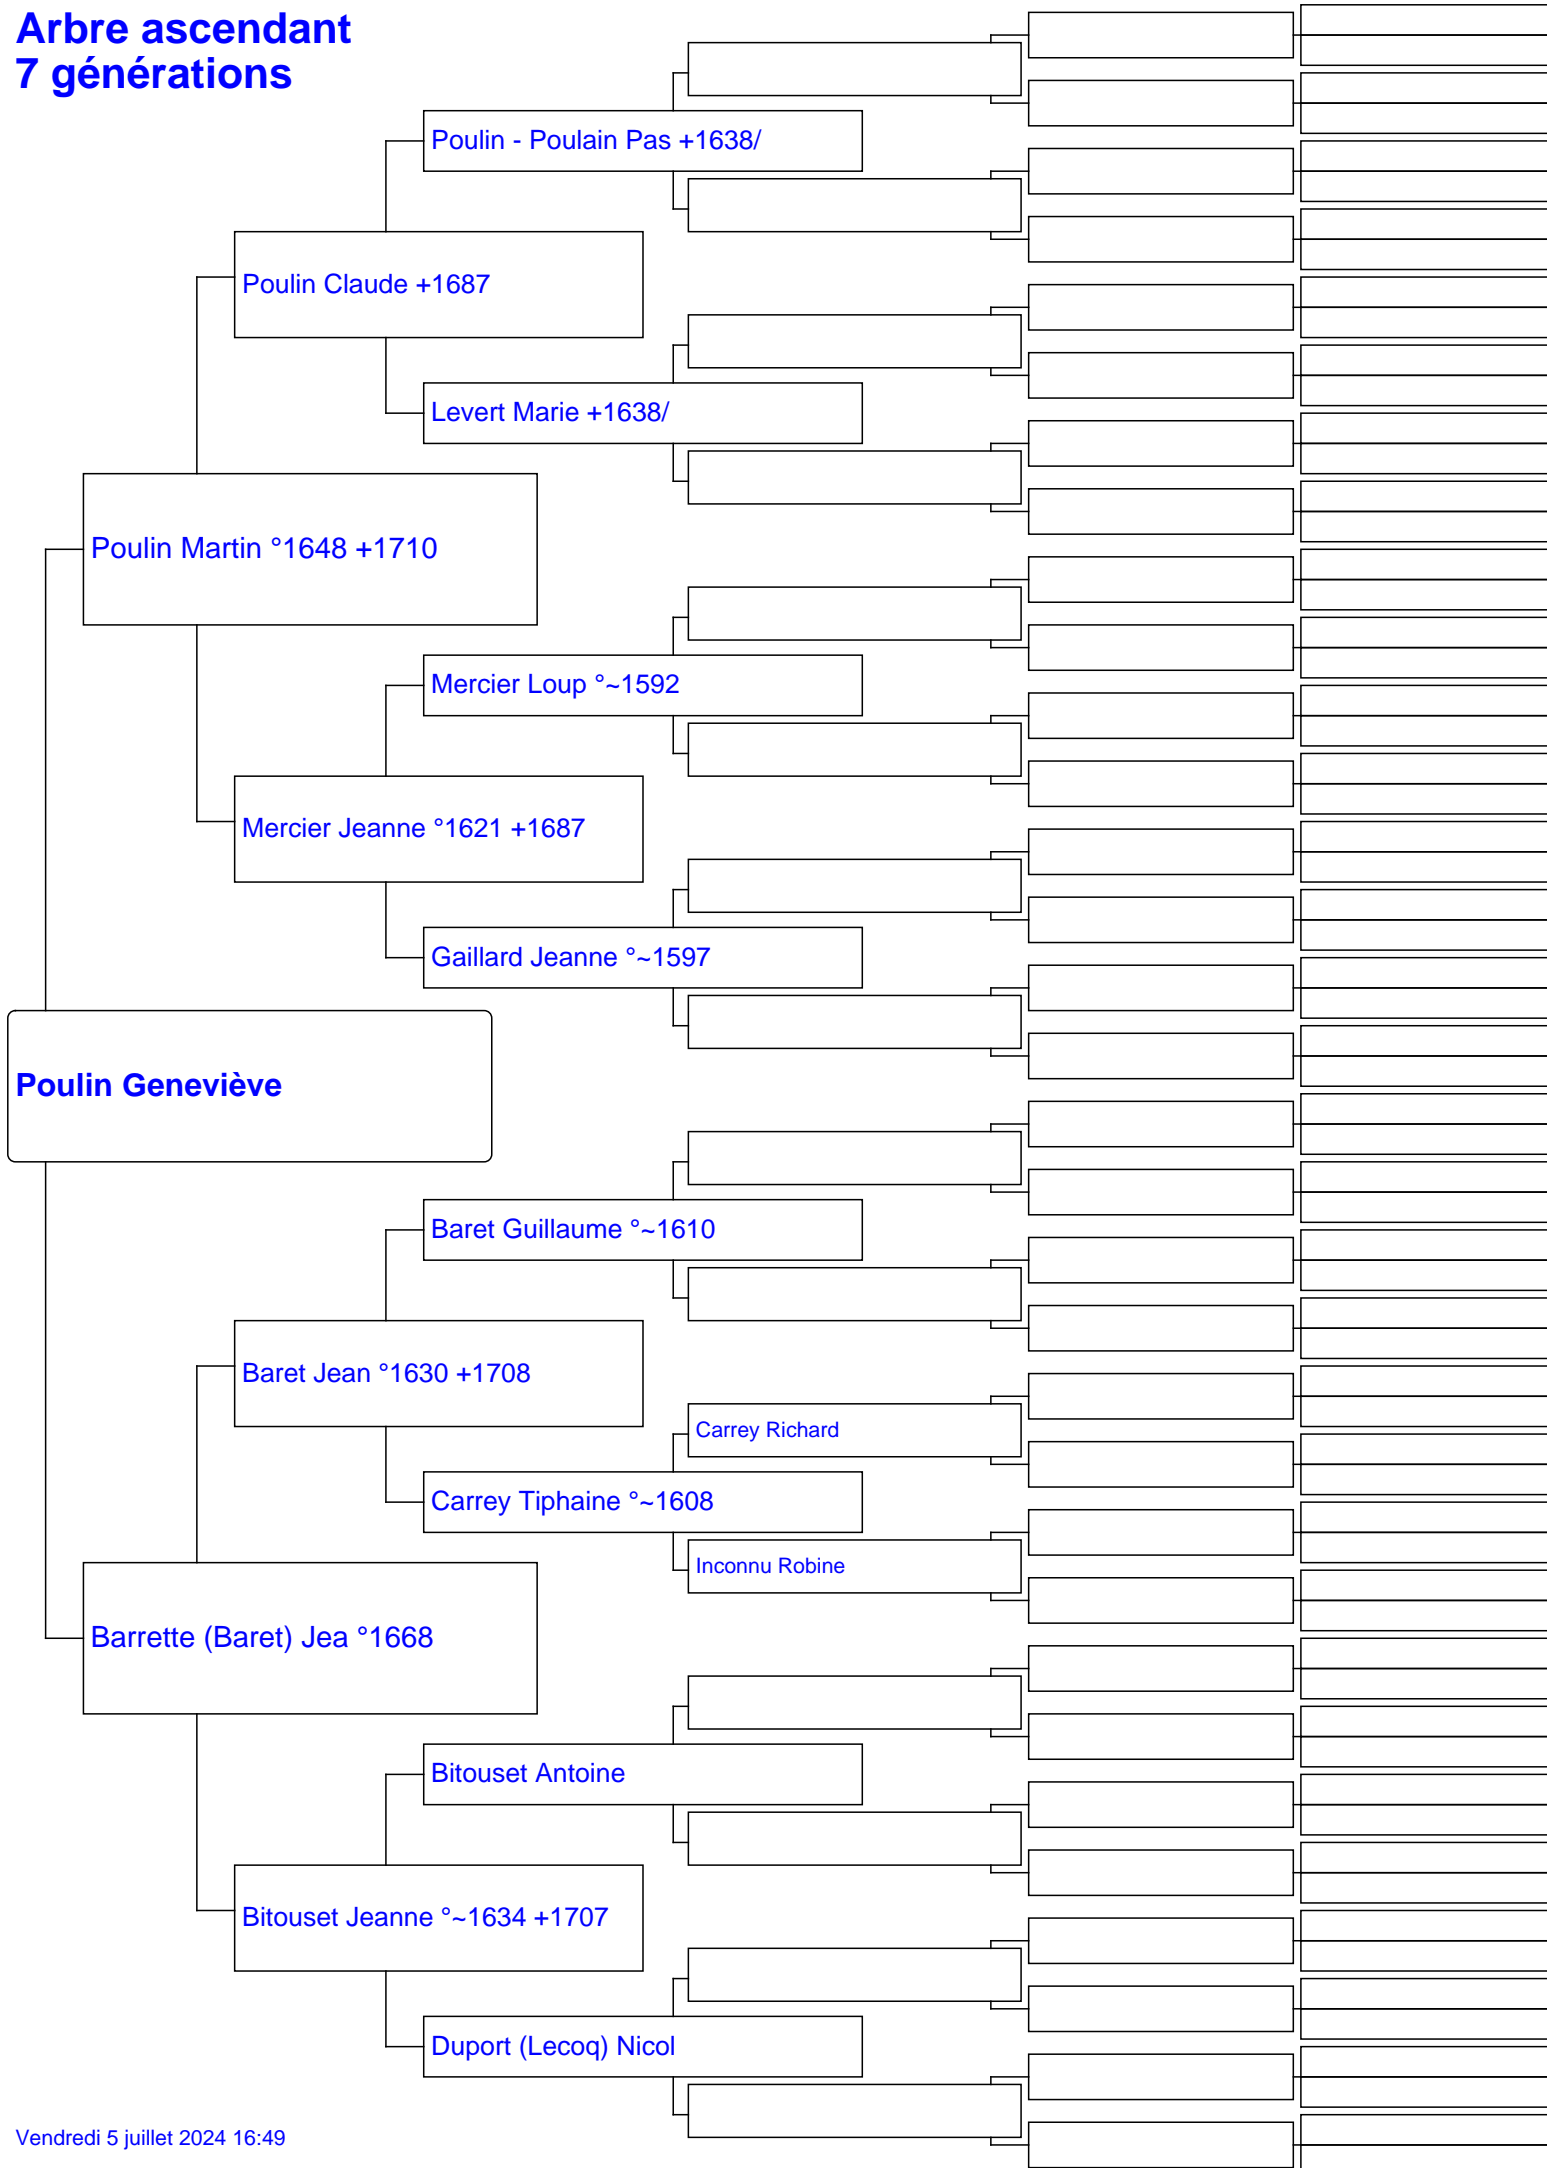 Arbre ascendant
7 générations
Poulin - Poulain Pas +1638/
Poulin Claude +1687
Levert Marie +1638/
Poulin Martin °1648 +1710
Mercier Loup °~1592
Mercier Jeanne °1621 +1687
Gaillard Jeanne °~1597
Poulin Geneviève
Baret Guillaume °~1610
Baret Jean °1630 +1708
Carrey Richard
Carrey Tiphaine °~1608
Inconnu Robine
Barrette (Baret) Jea °1668
Bitouset Antoine
Bitouset Jeanne °~1634 +1707
Duport (Lecoq) Nicol
Vendredi 5 juillet 2024 16:49